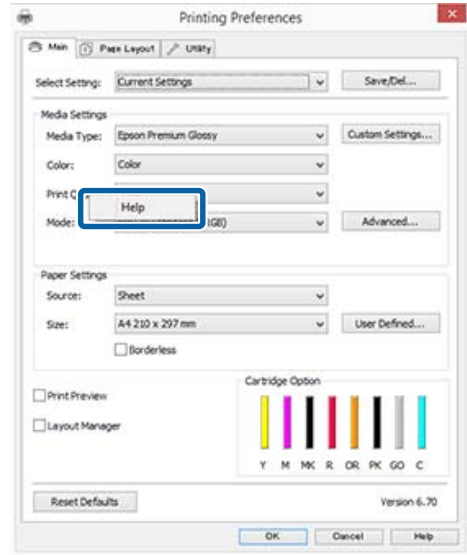 Printing Preferences
Main Page Layout Utility
Select Setting: Current Settings Save/Del...
Media Settings
Media Type: Epson Premium Glossy Custom Settings...
Color: Color
Print Q
Help
Mode: RGB) Advanced...
Paper Settings
Source: Sheet
Size: A4 210 x 297 mm User Defined...
Borderless
Print Preview
Layout Manager
Cartridge Option
Y M MK R OR PK GO C
Reset Defaults Version 6.70
OK Cancel Help